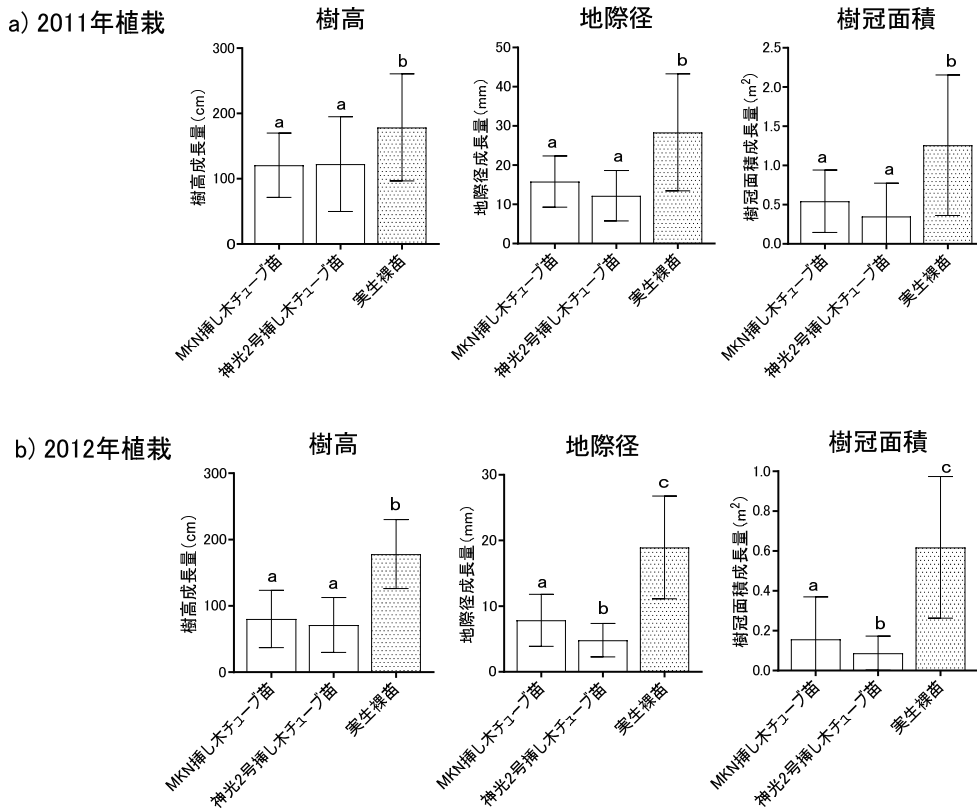 a) 2011年植栽
樹高
樹高成長量(cm)
300
200
100
0
a
a
b
MKN挿し木チューブ苗
神光2号挿し木チューブ苗
実生裸苗
地際径
地際径成長量(mm)
50
40
30
20
10
0
a
a
b
MKN挿し木チューブ苗
神光2号挿し木チューブ苗
実生裸苗
樹冠面積
樹冠面積成長量(m²)
2.5
2.0
1.5
1.0
0.5
0.0
a
a
b
MKN挿し木チューブ苗
神光2号挿し木チューブ苗
実生裸苗
b) 2012年植栽
樹高
樹高成長量(cm)
300
200
100
0
a
a
b
MKN挿し木チューブ苗
神光2号挿し木チューブ苗
実生裸苗
地際径
地際径成長量(mm)
30
20
10
0
a
b
c
MKN挿し木チューブ苗
神光2号挿し木チューブ苗
実生裸苗
樹冠面積
樹冠面積成長量(m²)
1.0
0.8
0.6
0.4
0.2
0.0
a
b
c
MKN挿し木チューブ苗
神光2号挿し木チューブ苗
実生裸苗